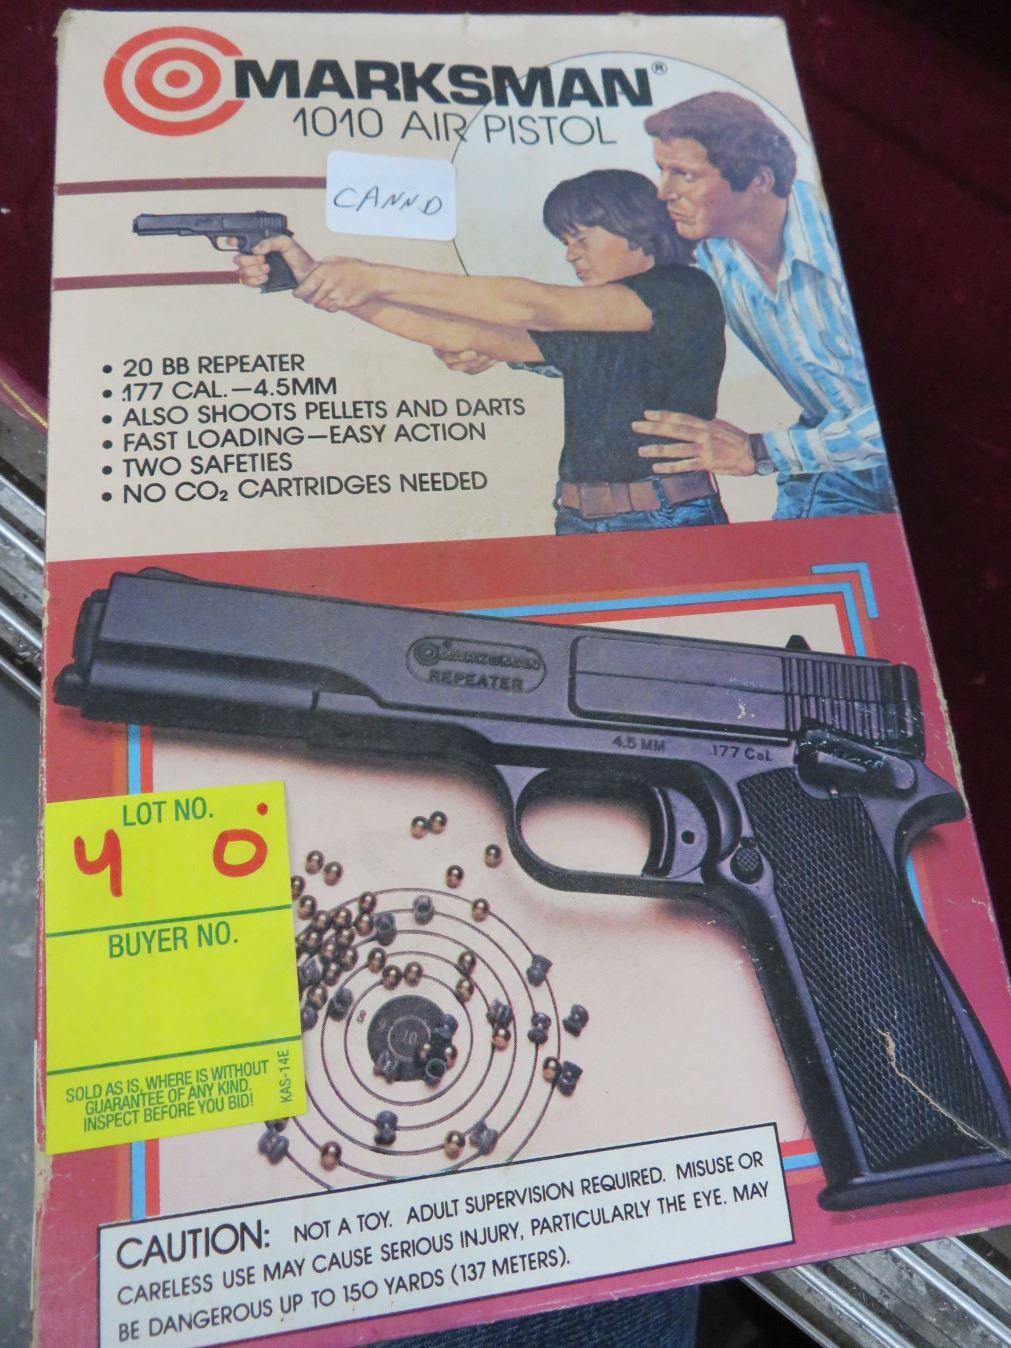 MARKSMAN®
1010 AIR PISTOL
CANND
• 20 BB REPEATER
• .177 CAL.—4.5MM
• ALSO SHOOTS PELLETS AND DARTS
• FAST LOADING—EASY ACTION
• TWO SAFETIES
• NO CO₂ CARTRIDGES NEEDED
MARKSMAN
REPEATER
4.5 MM .177 Cal.
LOT NO.
40
BUYER NO.
SOLD AS IS, WHERE IS WITHOUT
GUARANTEE OF ANY KIND.
INSPECT BEFORE YOU BID!
KAS-14E
8
10
CAUTION: NOT A TOY. ADULT SUPERVISION REQUIRED. MISUSE OR
CARELESS USE MAY CAUSE SERIOUS INJURY, PARTICULARLY THE EYE. MAY
BE DANGEROUS UP TO 150 YARDS (137 METERS).